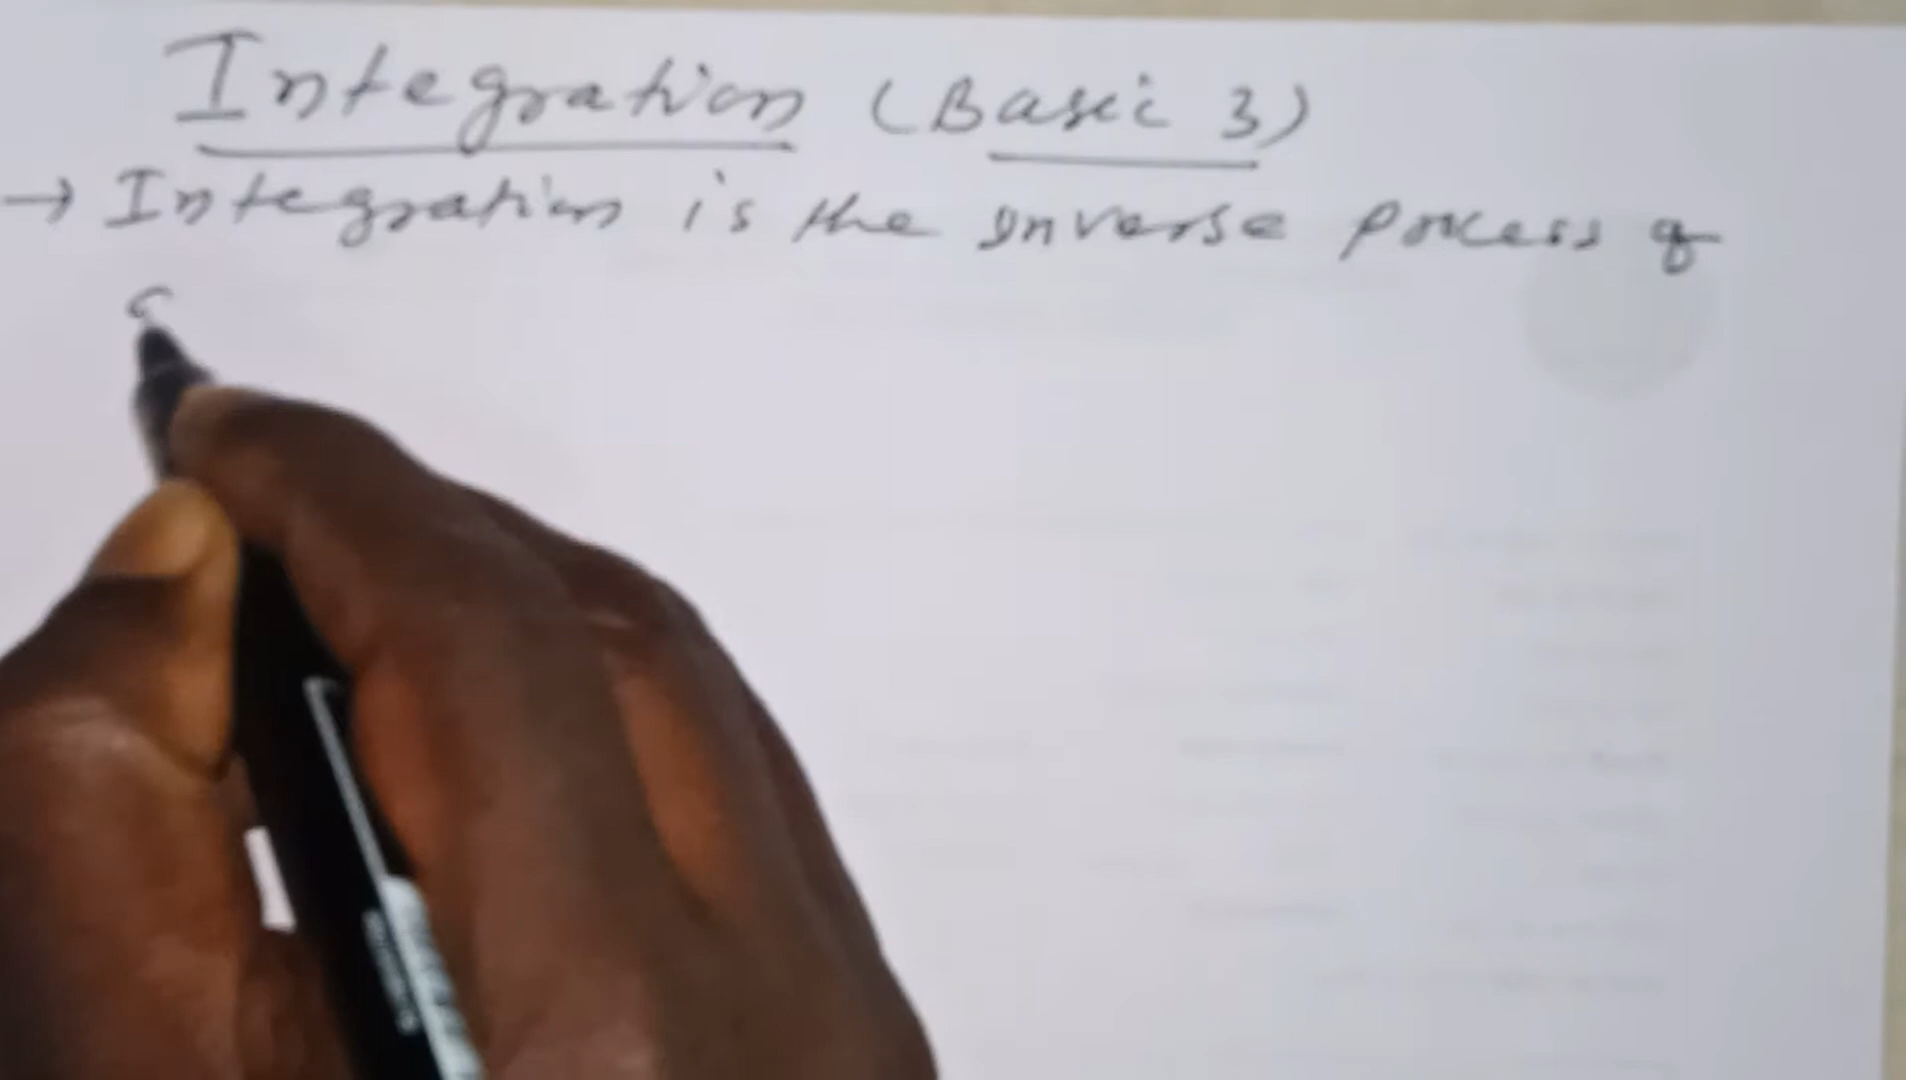 Integration (Basic 3)
→ Integration is the Inverse process of